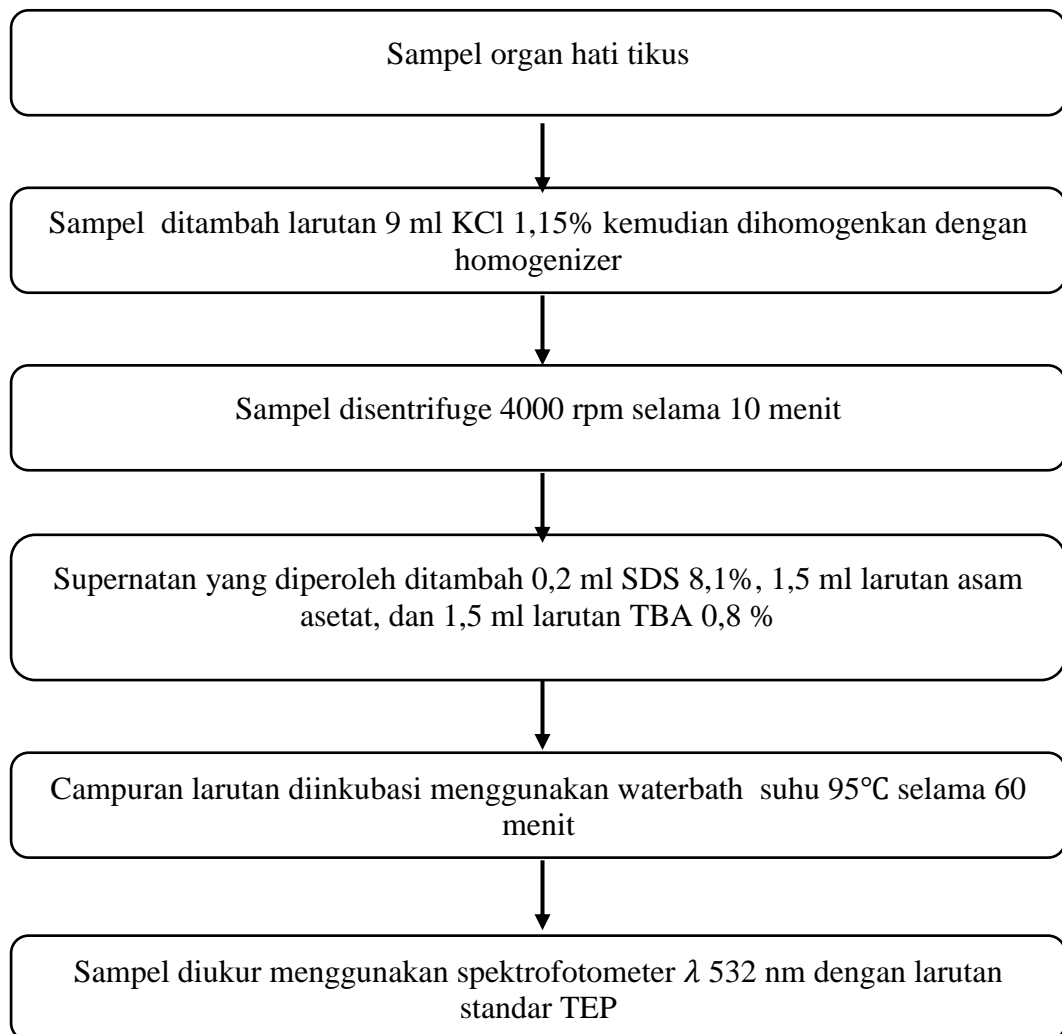 Sampel organ hati tikus
Sampel ditambah larutan 9 ml KCl 1,15% kemudian dihomogenkan dengan
homogenizer
Sampel disentrifuge 4000 rpm selama 10 menit
Supernatan yang diperoleh ditambah 0,2 ml SDS 8,1%, 1,5 ml larutan asam
asetat, dan 1,5 ml larutan TBA 0,8 %
Campuran larutan diinkubasi menggunakan waterbath suhu 95℃ selama 60
menit
Sampel diukur menggunakan spektrofotometer 𝜆 532 nm dengan larutan
standar TEP